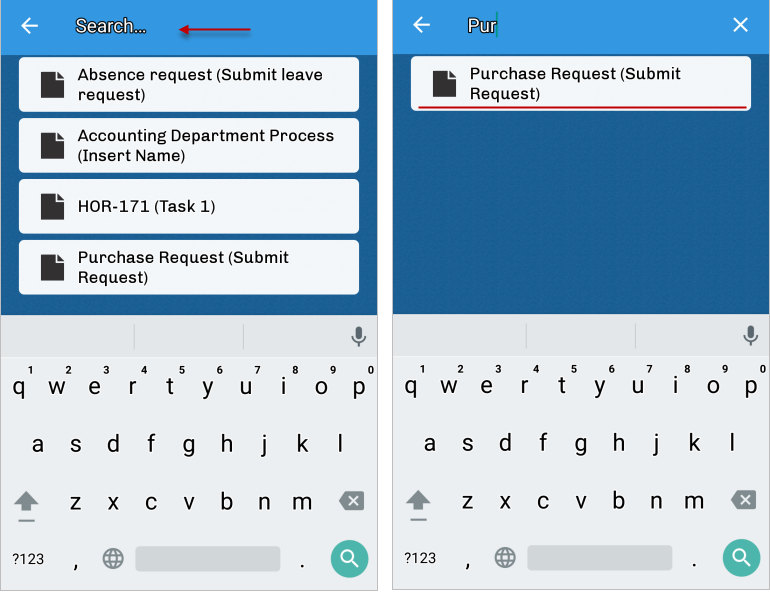 Search...
Absence request (Submit leave
request)
Accounting Department Process
(Insert Name)
HOR-171 (Task 1)
Purchase Request (Submit
Request)
1 2 3 4 5 6 7 8 9 0
q w e r t y u i o p
a s d f g h j k l
z x c v b n m
?123 , .
Pur
Purchase Request (Submit
Request)
1 2 3 4 5 6 7 8 9 0
q w e r t y u i o p
a s d f g h j k l
z x c v b n m
?123 , .